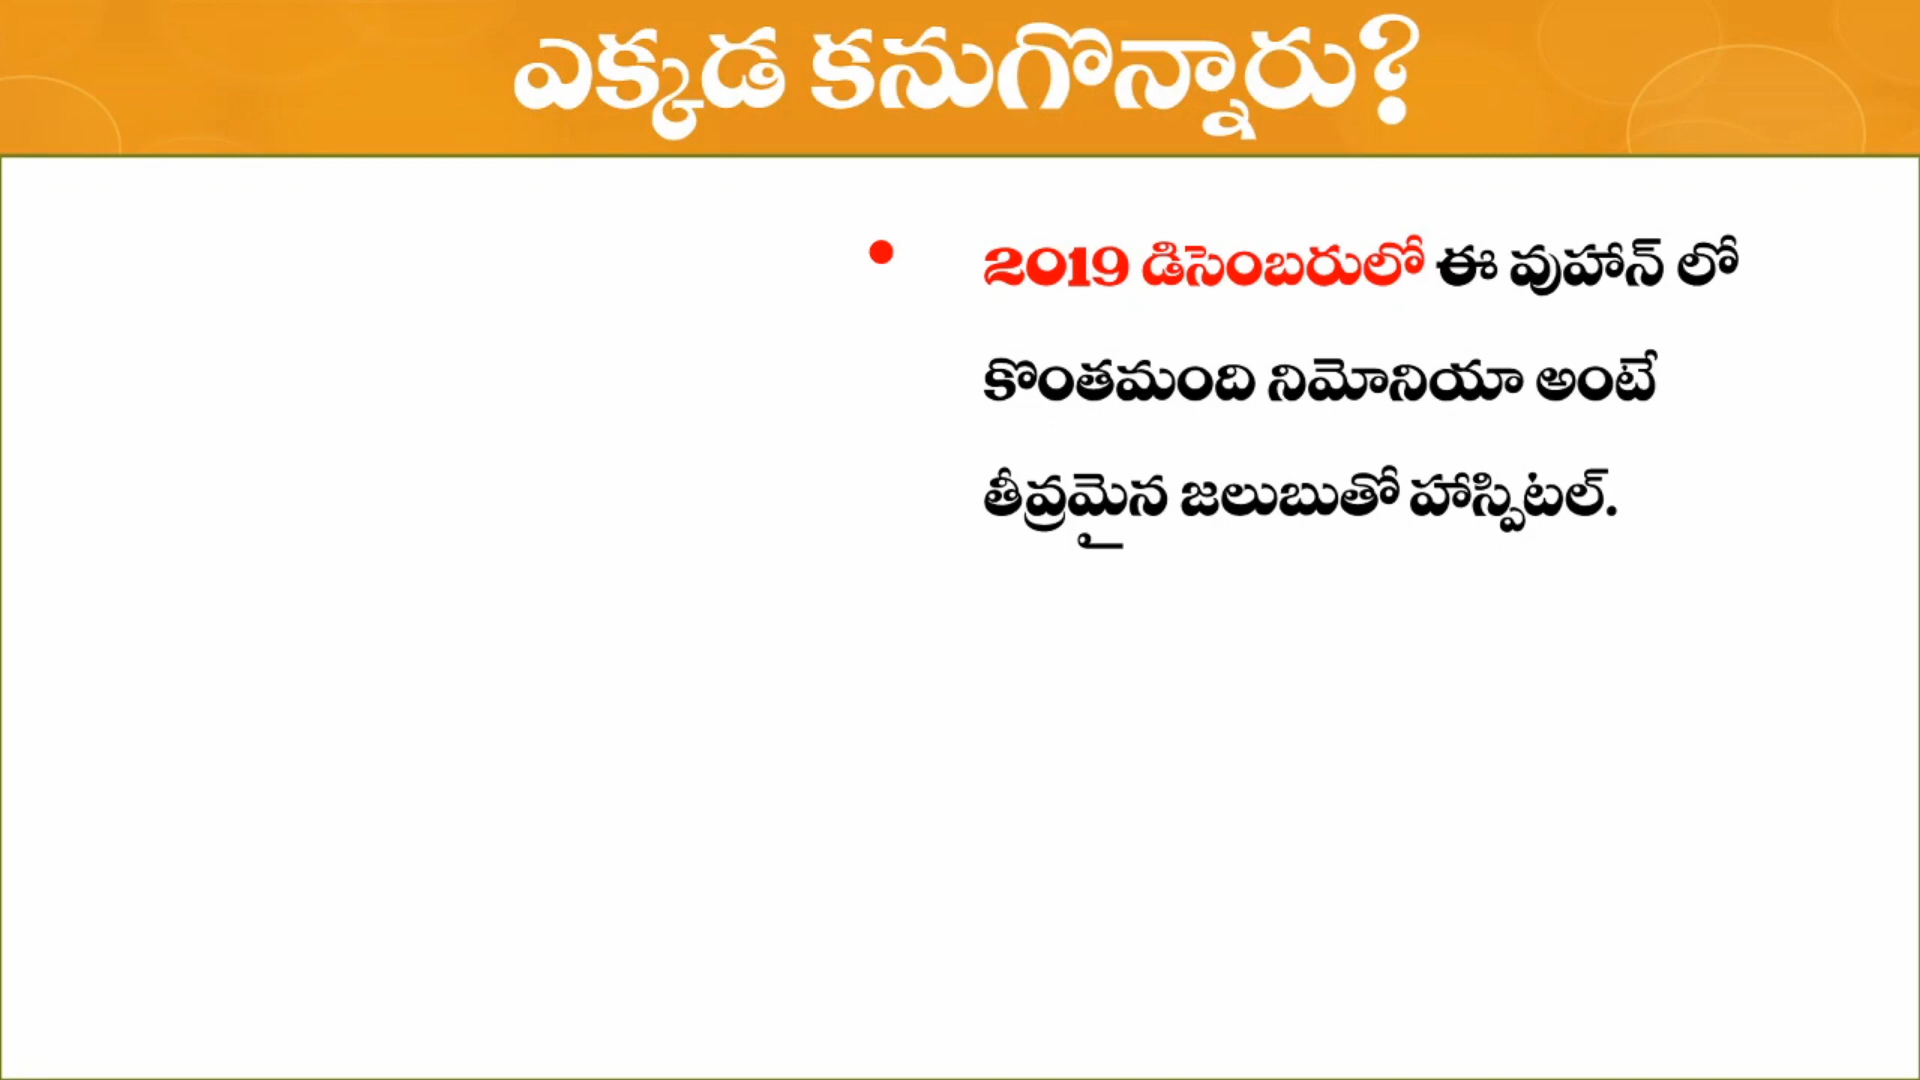 ఎక్కడ కనుగొన్నారు?
• 2019 డిసెంబరులో ఈ వుహాన్ లో
కొంతమంది నిమోనియా అంటే
తీవ్రమైన జలుబుతో హాస్పిటల్.